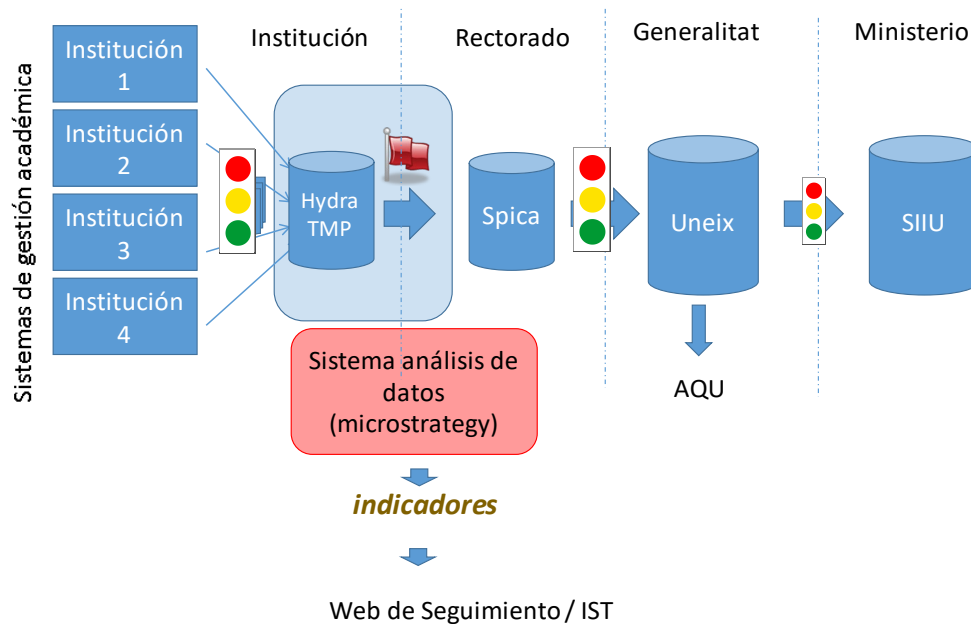 Sistemas de gestión académica
Institución
1
Institución
2
Institución
3
Institución
4
Institución
Rectorado
Generalitat
Ministerio
Hydra
TMP
Spica
Uneix
SIIU
AQU
Sistema análisis de
datos
(microstrategy)
indicadores
Web de Seguimiento / IST